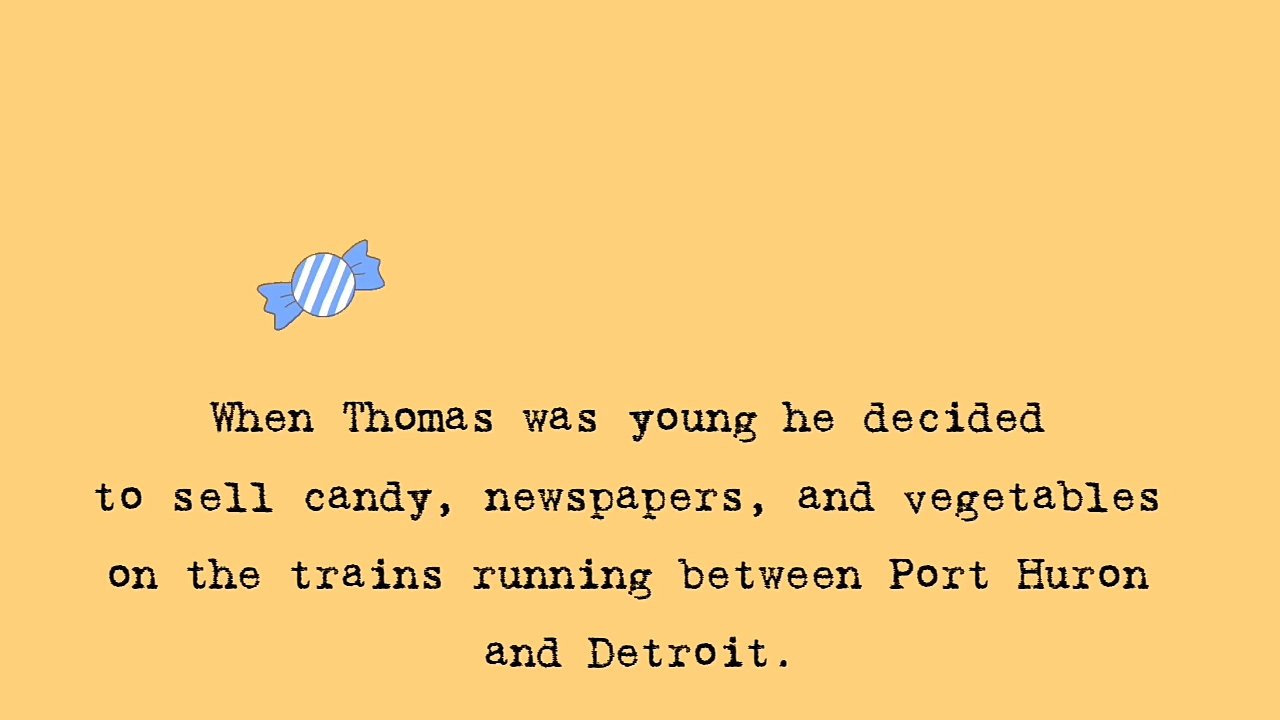 When Thomas was young he decided
to sell candy, newspapers, and vegetables
on the trains running between Port Huron
and Detroit.